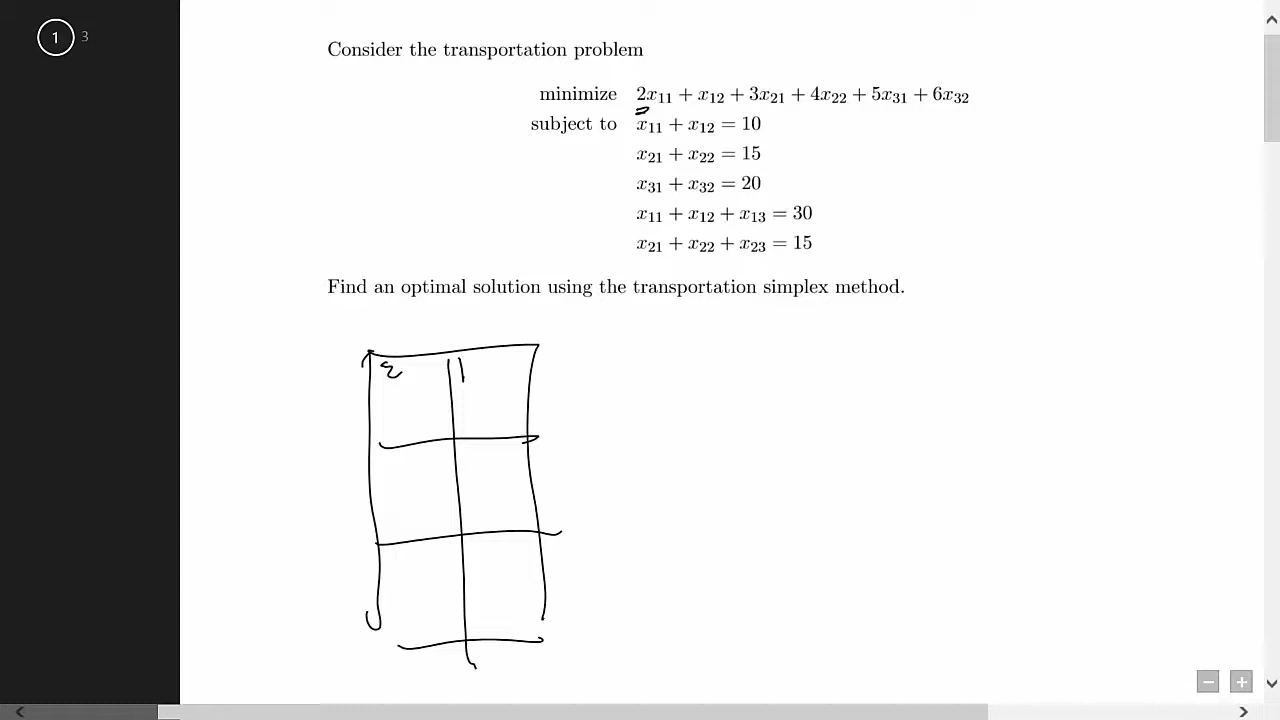 1 3
Consider the transportation problem
minimize 2x₁₁ + x₁₂ + 3x₂₁ + 4x₂₂ + 5x₃₁ + 6x₃₂
subject to x₁₁ + x₁₂ = 10
x₂₁ + x₂₂ = 15
x₃₁ + x₃₂ = 20
x₁₁ + x₁₂ + x₁₃ = 30
x₂₁ + x₂₂ + x₂₃ = 15
Find an optimal solution using the transportation simplex method.
2 1